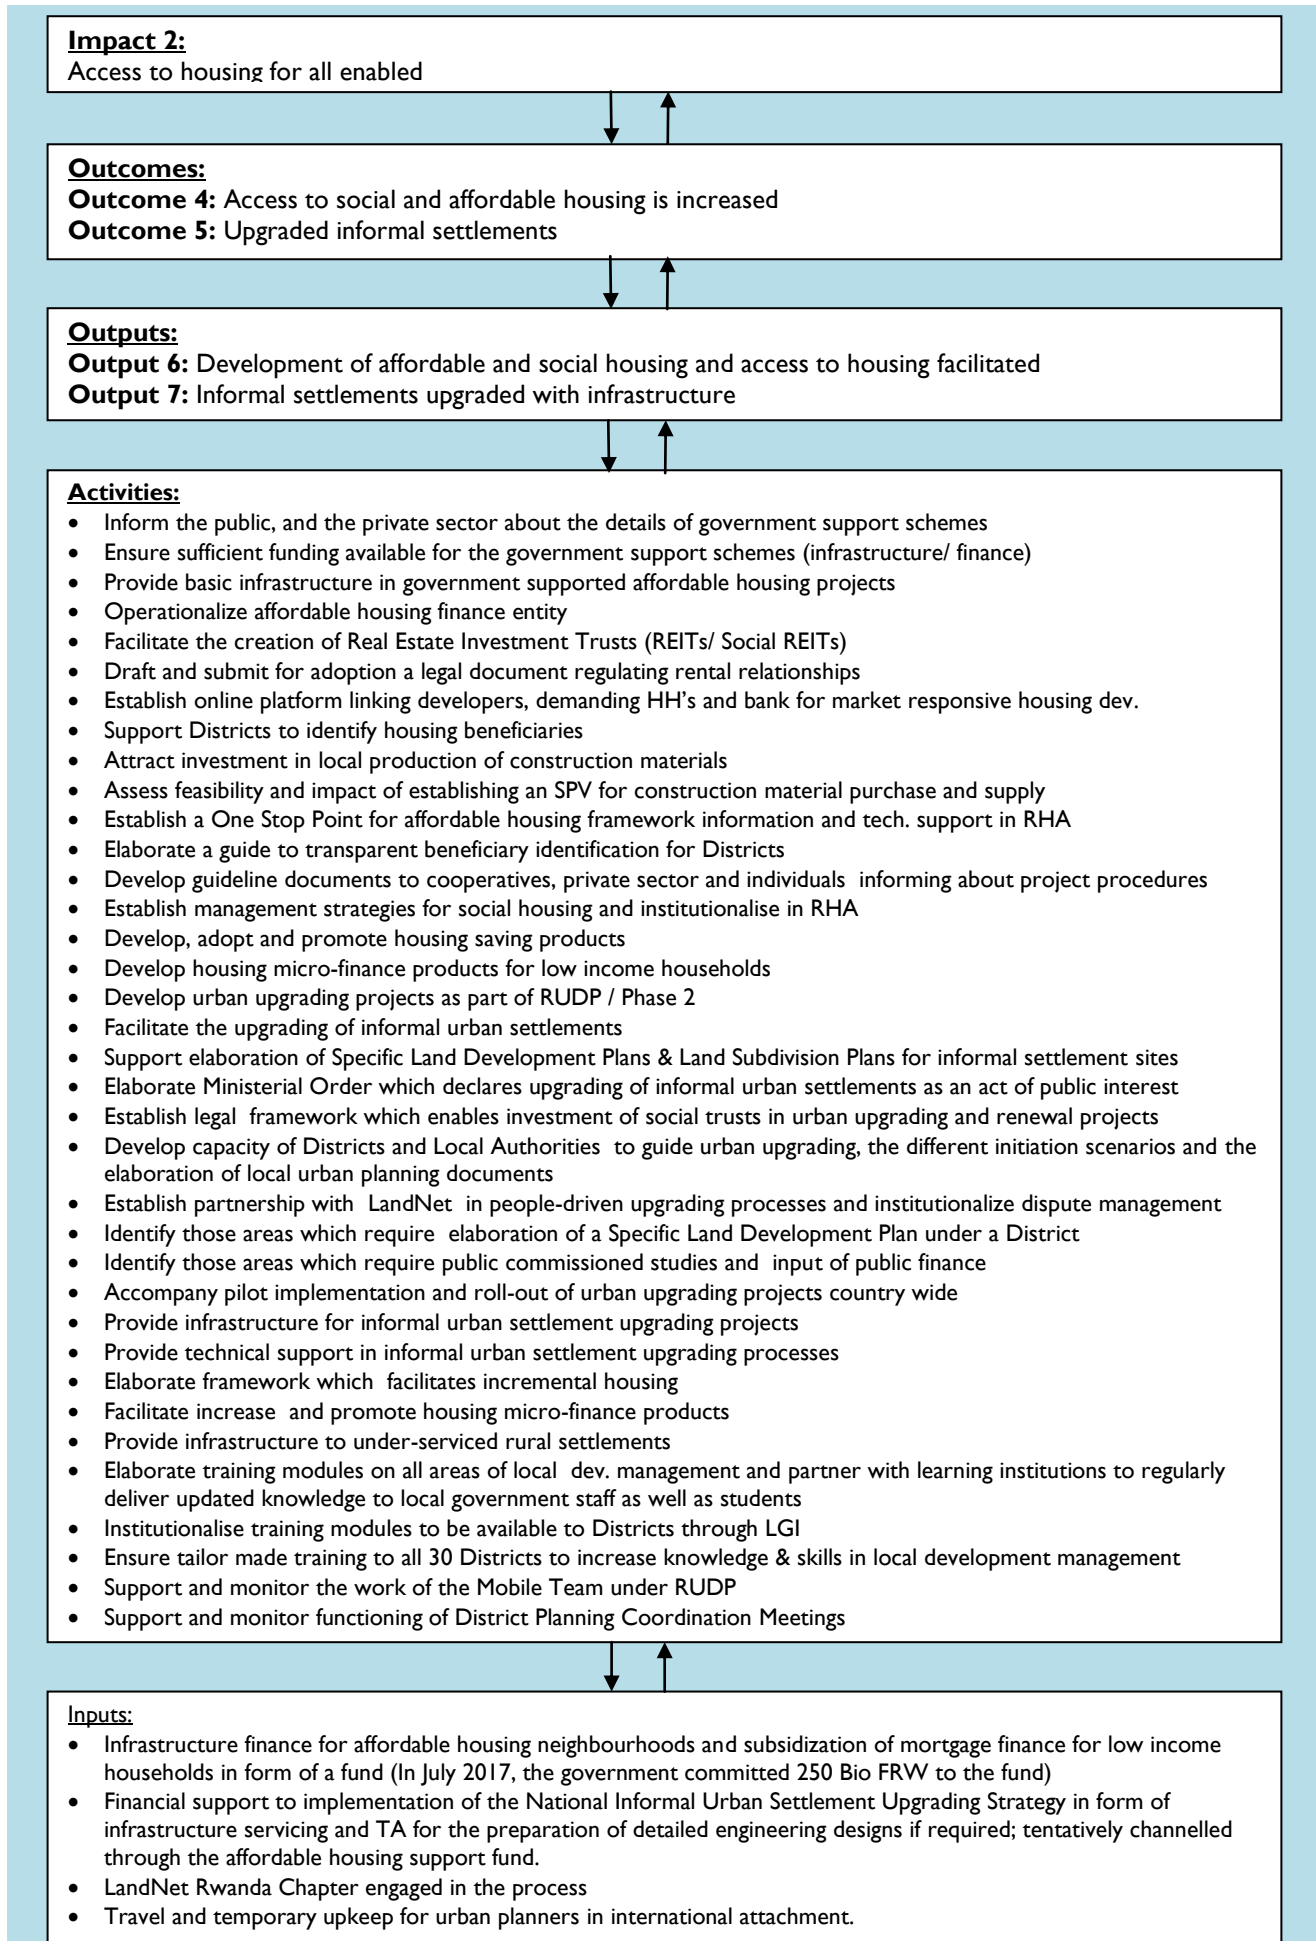 Impact 2:
Access to housing for all enabled
Outcomes:
Outcome 4: Access to social and affordable housing is increased
Outcome 5: Upgraded informal settlements
Outputs:
Output 6: Development of affordable and social housing and access to housing facilitated
Output 7: Informal settlements upgraded with infrastructure
Activities:
• Inform the public, and the private sector about the details of government support schemes
• Ensure sufficient funding available for the government support schemes (infrastructure/ finance)
• Provide basic infrastructure in government supported affordable housing projects
• Operationalize affordable housing finance entity
• Facilitate the creation of Real Estate Investment Trusts (REITs/ Social REITs)
• Draft and submit for adoption a legal document regulating rental relationships
• Establish online platform linking developers, demanding HH's and bank for market responsive housing dev.
• Support Districts to identify housing beneficiaries
• Attract investment in local production of construction materials
• Assess feasibility and impact of establishing an SPV for construction material purchase and supply
• Establish a One Stop Point for affordable housing framework information and tech. support in RHA
• Elaborate a guide to transparent beneficiary identification for Districts
• Develop guideline documents to cooperatives, private sector and individuals informing about project procedures
• Establish management strategies for social housing and institutionalise in RHA
• Develop, adopt and promote housing saving products
• Develop housing micro-finance products for low income households
• Develop urban upgrading projects as part of RUDP / Phase 2
• Facilitate the upgrading of informal urban settlements
• Support elaboration of Specific Land Development Plans & Land Subdivision Plans for informal settlement sites
• Elaborate Ministerial Order which declares upgrading of informal urban settlements as an act of public interest
• Establish legal framework which enables investment of social trusts in urban upgrading and renewal projects
• Develop capacity of Districts and Local Authorities to guide urban upgrading, the different initiation scenarios and the
elaboration of local urban planning documents
• Establish partnership with LandNet in people-driven upgrading processes and institutionalize dispute management
• Identify those areas which require elaboration of a Specific Land Development Plan under a District
• Identify those areas which require public commissioned studies and input of public finance
• Accompany pilot implementation and roll-out of urban upgrading projects country wide
• Provide infrastructure for informal urban settlement upgrading projects
• Provide technical support in informal urban settlement upgrading processes
• Elaborate framework which facilitates incremental housing
• Facilitate increase and promote housing micro-finance products
• Provide infrastructure to under-serviced rural settlements
• Elaborate training modules on all areas of local dev. management and partner with learning institutions to regularly
deliver updated knowledge to local government staff as well as students
• Institutionalise training modules to be available to Districts through LGI
• Ensure tailor made training to all 30 Districts to increase knowledge & skills in local development management
• Support and monitor the work of the Mobile Team under RUDP
• Support and monitor functioning of District Planning Coordination Meetings
Inputs:
• Infrastructure finance for affordable housing neighbourhoods and subsidization of mortgage finance for low income
households in form of a fund (In July 2017, the government committed 250 Bio FRW to the fund)
• Financial support to implementation of the National Informal Urban Settlement Upgrading Strategy in form of
infrastructure servicing and TA for the preparation of detailed engineering designs if required; tentatively channelled
through the affordable housing support fund.
• LandNet Rwanda Chapter engaged in the process
• Travel and temporary upkeep for urban planners in international attachment.